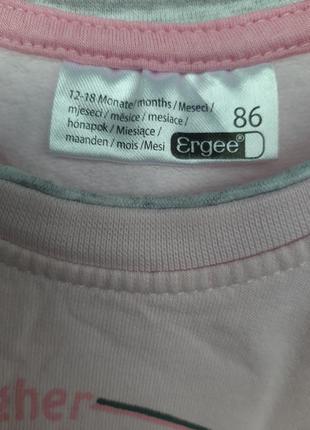 12-18 Monate/months/Meseci/
mjeseci/měsíce/mesiace/
hónapok/Miesiące/
maanden/mois/Mesi
86
Ergee®